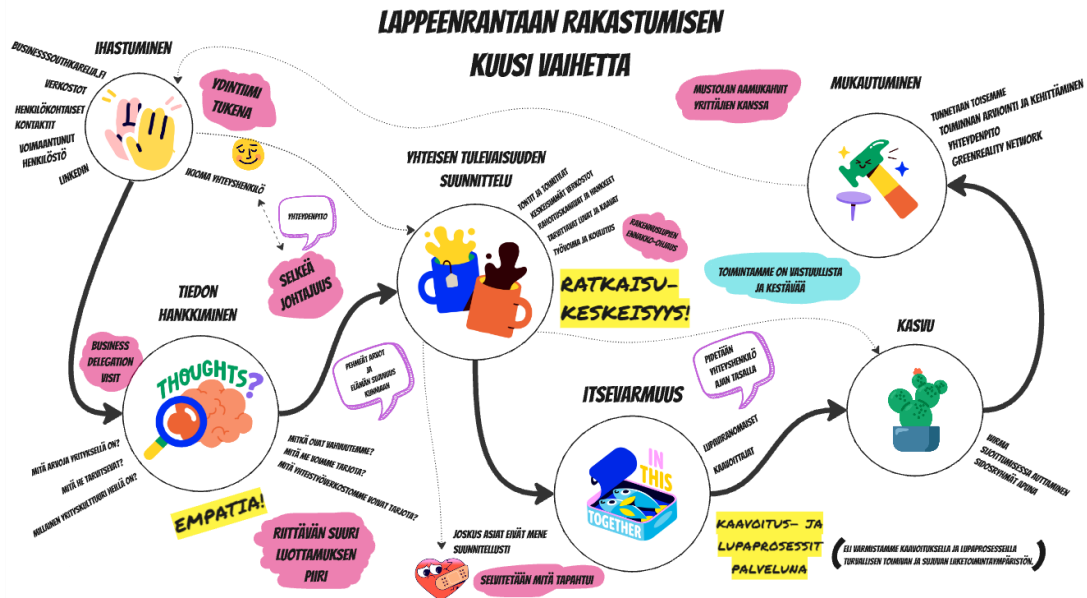 LAPPEENRANTAAN RAKASTUMISEN
KUUSI VAIHETTA
IHASTUMINEN
BUSINESSSOUTHKARELIA.FI
VERKOSTOT
HENKILÖKOHTAISET
KONTAKTIT
VOIMAANTUNUT
HENKILÖSTÖ
LINKEDIN
YDINTIIMI
TUKENA
IKIOMA YHTEYSHENKILÖ
YHTEYDENPITO
SELKEÄ
JOHTAJUUS
TIEDON
HANKKIMINEN
BUSINESS
DELEGATION
VISIT
THOUGHTS?
MITÄ ARVOJA YRITYKSELLÄ ON?
MITÄ HE TARVITSEVAT?
MILLAINEN YRITYSKULTTUURI HEILLÄ ON?
MITKÄ OVAT VAHVUUTEMME?
MITÄ ME VOIMME TARJOTA?
MITÄ YHTEISTYÖVERKOSTOMME VOIVAT TARJOTA?
EMPATIA!
RIITTÄVÄN SUURI
LUOTTAMUKSEN
PIIRI
PEHMEÄT ARVOT
JA
ELÄMÄN SUJUVUUS
KUNNIAAN
YHTEISEN TULEVAISUUDEN
SUUNNITTELU
TONTIT JA TOIMITILAT
KESKEISIMMÄT VERKOSTOT
RAHOITUSKANAVAT JA HANKKEET
TARVITTAVAT LUVAT JA KAAVAT
TYÖVOIMA JA KOULUTUS
RAKENNUSLUPIEN
ENNAKKO-OHJAUS
RATKAISU-
KESKEISYYS!
JOSKUS ASIAT EIVÄT MENE
SUUNNITELLUSTI
SELVITETÄÄN MITÄ TAPAHTUI
ITSEVARMUUS
IN
THIS
TOGETHER
LUPAVIRANOMAISET
KAAVOITTAJAT
PIDETÄÄN
YHTEYSHENKILÖ
AJAN TASALLA
KAAVOITUS- JA
LUPAPROSESSIT
PALVELUNA
(ELI VARMISTAMME KAAVOITUKSELLA JA LUPAPROSESSEILLA
TURVALLISEN TOIMIVAN JA SUJUVAN LIIKETOIMINTAYMPÄRISTÖN.)
TOIMINTAMME ON VASTUULLISTA
JA KESTÄVÄÄ
KASVU
VIRMA
SIJOITTUMISESSA AUTTAMINEN
SIDOSRYHMÄT APUNA
MUKAUTUMINEN
MUSTOLAN AAMUKAHVIT
YRITTÄJIEN KANSSA
TUNNETAAN TOISEMME
TOIMINNAN ARVIOINTI JA KEHITTÄMINEN
YHTEYDENPITO
GREENREALITY NETWORK